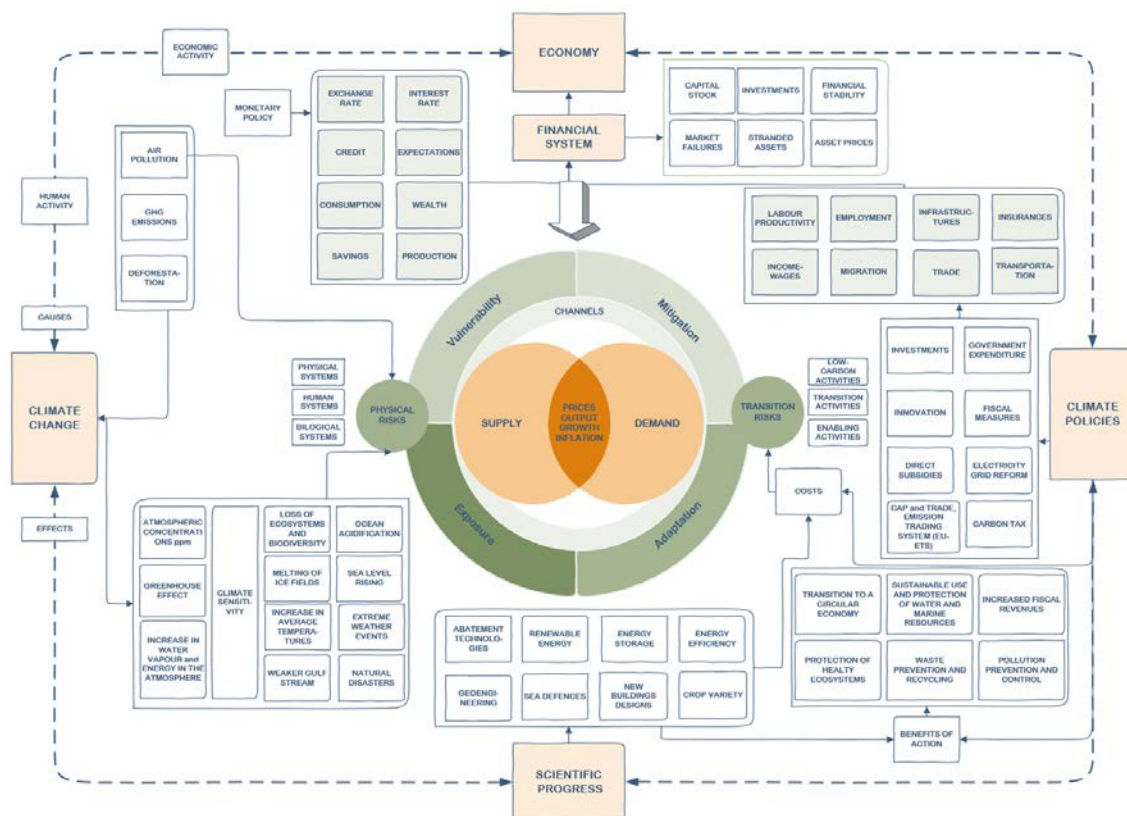 ECONOMIC
ACTIVITY
ECONOMY
MONETARY
POLICY
EXCHANGE
RATE
INTEREST
RATE
CREDIT
EXPECTATIONS
CONSUMPTION
WEALTH
SAVINGS
PRODUCTION
FINANCIAL
SYSTEM
CAPITAL
STOCK
INVESTMENTS
FINANCIAL
STABILITY
MARKET
FAILURES
STRANDED
ASSETS
ASSET PRICES
AIR
POLLUTION
GHG
EMISSIONS
DEFORESTA-
TION
HUMAN
ACTIVITY
CAUSES
CLIMATE
CHANGE
EFFECTS
LABOUR
PRODUCTIVITY
EMPLOYMENT
INFRASTRUC-
TURES
INSURANCES
INCOME-
WAGES
MIGRATION
TRADE
TRANSPORTA-
TION
Vulnerability
Mitigation
CHANNELS
PHYSICAL
SYSTEMS
HUMAN
SYSTEMS
BILOGICAL
SYSTEMS
PHYSICAL
RISKS
SUPPLY
PRICES
OUTPUT
GROWTH
INFLATION
DEMAND
TRANSITION
RISKS
LOW-
CARBON
ACTIVITIES
TRANSITION
ACTIVITIES
ENABLING
ACTIVITIES
Exposure
Adaptation
INVESTMENTS
GOVERNMENT
EXPENDITURE
INNOVATION
FISCAL
MEASURES
DIRECT
SUBSIDIES
ELECTRICITY
GRID REFORM
CAP and TRADE,
EMISSION
TRADING
SYSTEM (EU-
ETS)
CARBON TAX
CLIMATE
POLICIES
COSTS
ATMOSPHERIC
CONCENTRATI
ONS ppm
GREENHOUSE
EFFECT
INCREASE IN
WATER
VAPOUR and
ENERGY IN THE
ATMOSPHERE
CLIMATE
SENSITI-
VITY
LOSS OF
ECOSYSTEMS
AND
BIODIVERSITY
OCEAN
ACIDIFICATION
MELTING OF
ICE FIELDS
SEA LEVEL
RISING
INCREASE IN
AVERAGE
TEMPERA-
TURES
EXTREME
WEATHER
EVENTS
WEAKER GULF
STREAM
NATURAL
DISASTERS
ABATEMENT
TECHNOLO-
GIES
RENEWABLE
ENERGY
ENERGY
STORAGE
ENERGY
EFFICIENCY
GEOENGI-
NEERING
SEA DEFENCES
NEW
BUILDINGS
DESIGNS
CROP VARIETY
TRANSITION TO A
CIRCULAR
ECONOMY
SUSTAINABLE USE
AND PROTECTION
OF WATER AND
MARINE
RESOURCES
INCREASED FISCAL
REVENUES
PROTECTION OF
HEALTY
ECOSYSTEMS
WASTE
PREVENTION AND
RECYCLING
POLLUTION
PREVENTION AND
CONTROL
BENEFITS OF
ACTION
SCIENTIFIC
PROGRESS